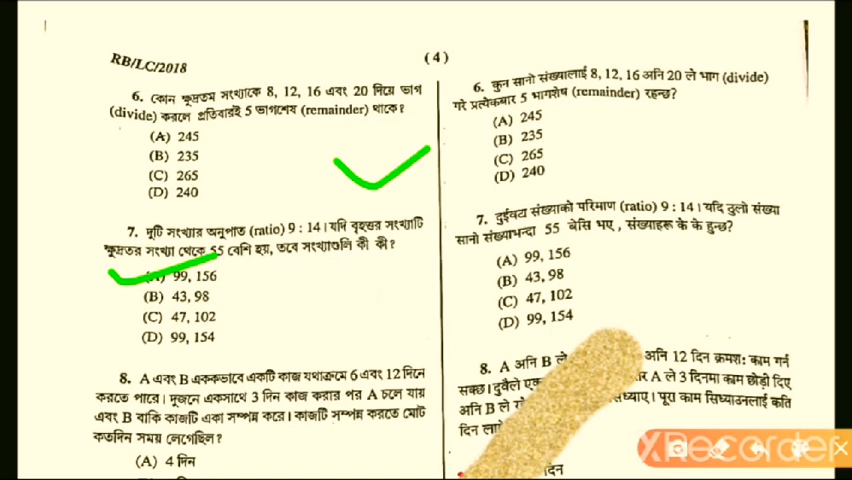 RB/LC/2018
(4)
6. কোন ক্ষুদ্রতম সংখ্যাকে 8, 12, 16 এবং 20 দিয়ে ভাগ
(divide) করলে প্রতিবারই 5 ভাগশেষ (remainder) থাকে?
(A) 245
(B) 235
(C) 265
(D) 240
7. দুটি সংখ্যার অনুপাত (ratio) 9 : 14। যদি বৃহত্তর সংখ্যাটি
ক্ষুদ্রতর সংখ্যা থেকে 55 বেশি হয়, তবে সংখ্যাগুলি কী কী?
(A) 99, 156
(B) 43, 98
(C) 47, 102
(D) 99, 154
8. A এবং B এককভাবে একটি কাজ যথাক্রমে 6 এবং 12 দিনে
করতে পারে। দুজনে একসাথে 3 দিন কাজ করার পর A চলে যায়
এবং B বাকি কাজটি একা সম্পন্ন করে। কাজটি সম্পন্ন করতে মোট
কতদিন সময় লেগেছিল?
(A) 4 দিন
6. कुन सानो संख्यालाई 8, 12, 16 अनि 20 ले भाग (divide)
गरे प्रत्येकबार 5 भागशेष (remainder) रहन्छ?
(A) 245
(B) 235
(C) 265
(D) 240
7. दुईवटा संख्याको परिमाण (ratio) 9 : 14। यदि ठुलो संख्या
सानो संख्याभन्दा 55 बेसि भए, संख्याहरू के के हुन्छ?
(A) 99, 156
(B) 43, 98
(C) 47, 102
(D) 99, 154
8. A अनि B ले अनि 12 दिन क्रमशः काम गर्न
सक्छ। दुवैले A ले 3 दिनमा काम छोड़ी दिए
अनि B ले पूरा काम सिध्याउनलाई कति
दिन
दिन
XRecorder